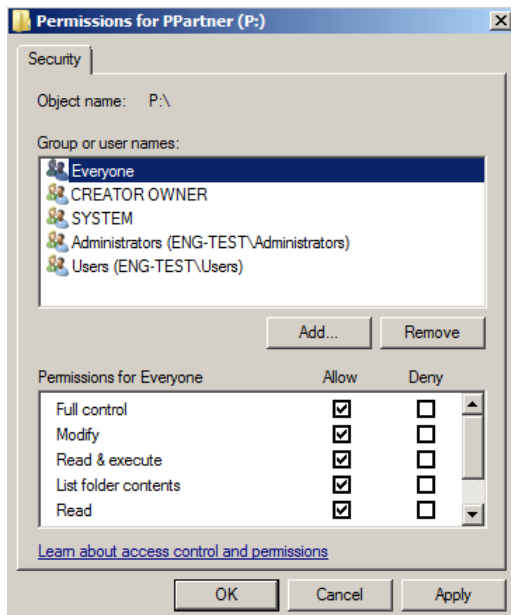 Permissions for PPartner (P:)
Security
Object name: P:\
Group or user names:
Everyone
CREATOR OWNER
SYSTEM
Administrators (ENG-TEST\Administrators)
Users (ENG-TEST\Users)
Add... Remove
Permissions for Everyone Allow Deny
Full control
Modify
Read & execute
List folder contents
Read
Learn about access control and permissions
OK Cancel Apply